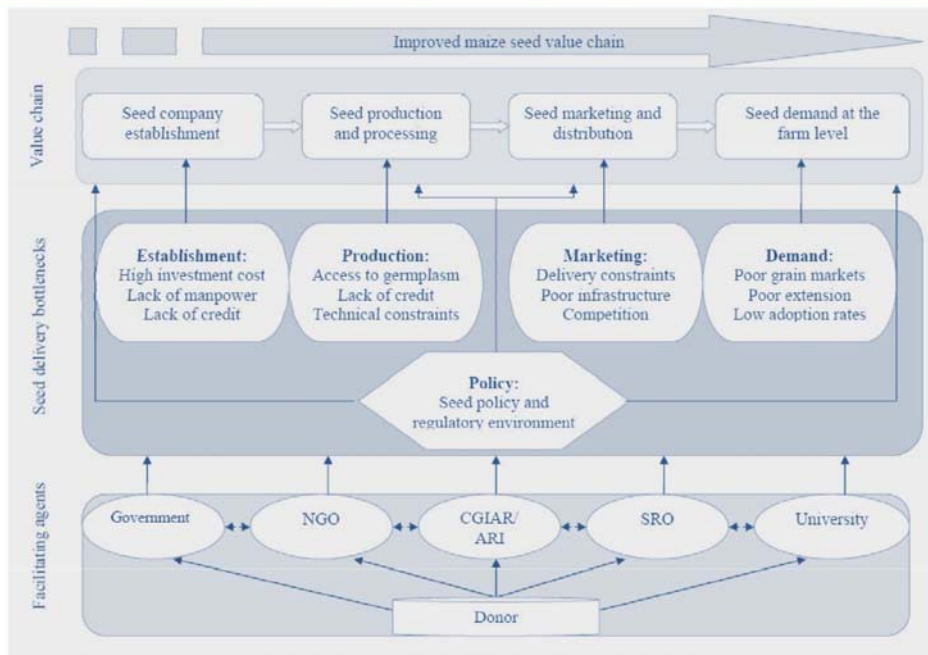 Improved maize seed value chain
Value chain
Seed company
establishment
Seed production
and processing
Seed marketing and
distribution
Seed demand at the
farm level
Seed delivery bottlenecks
Establishment:
High investment cost
Lack of manpower
Lack of credit
Production:
Access to germplasm
Lack of credit
Technical constraints
Marketing:
Delivery constraints
Poor infrastructure
Competition
Demand:
Poor grain markets
Poor extension
Low adoption rates
Policy:
Seed policy and
regulatory environment
Facilitating agents
Government
NGO
CGIAR/
ARI
SRO
University
Donor